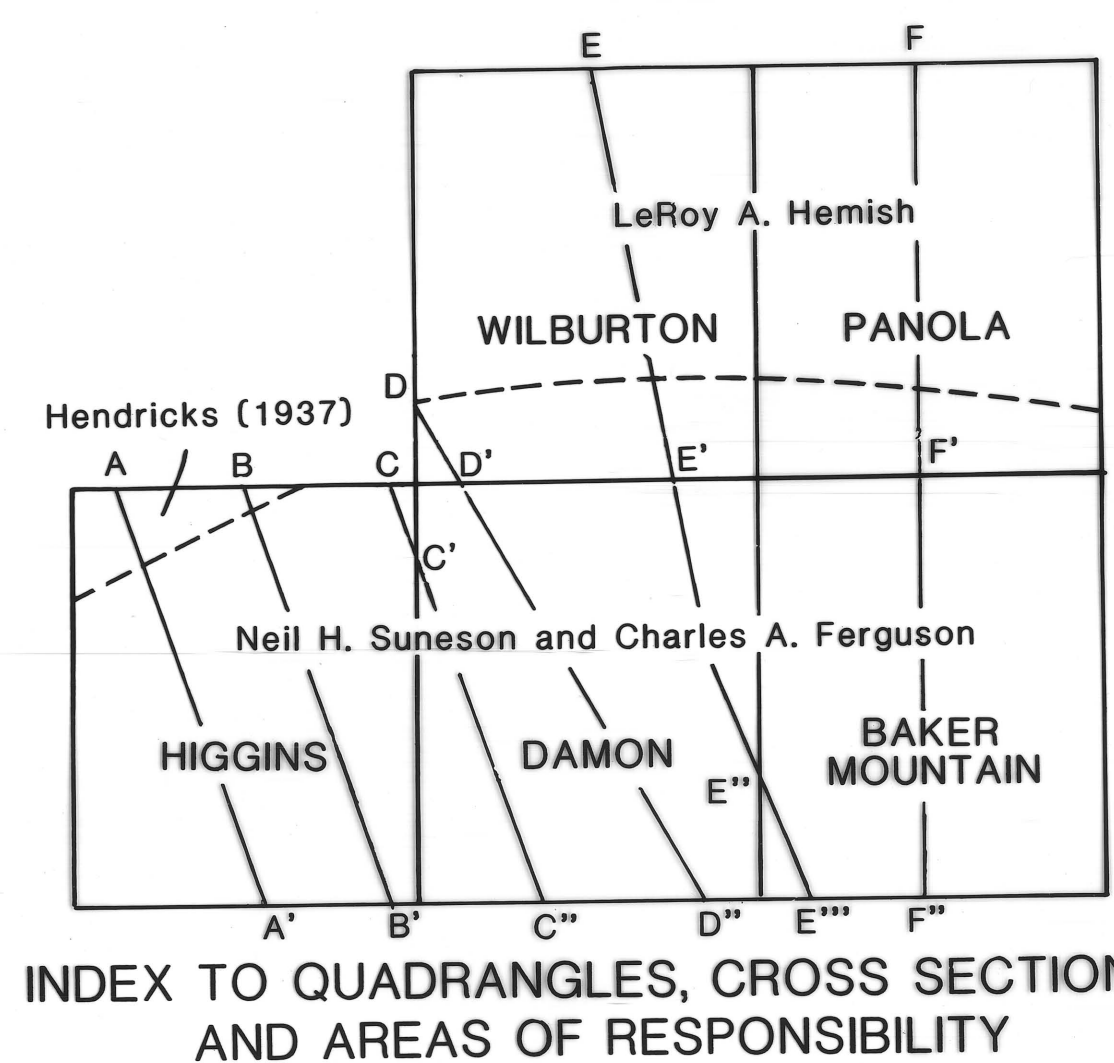 E
F
LeRoy A. Hemish
WILBURTON
PANOLA
D
Hendricks (1937)
A
B
C
D'
E'
F'
C'
Neil H. Suneson and Charles A. Ferguson
HIGGINS
DAMON
BAKER
MOUNTAIN
E"
A'
B'
C"
D"
E'"
F"
INDEX TO QUADRANGLES, CROSS SECTION
AND AREAS OF RESPONSIBILITY